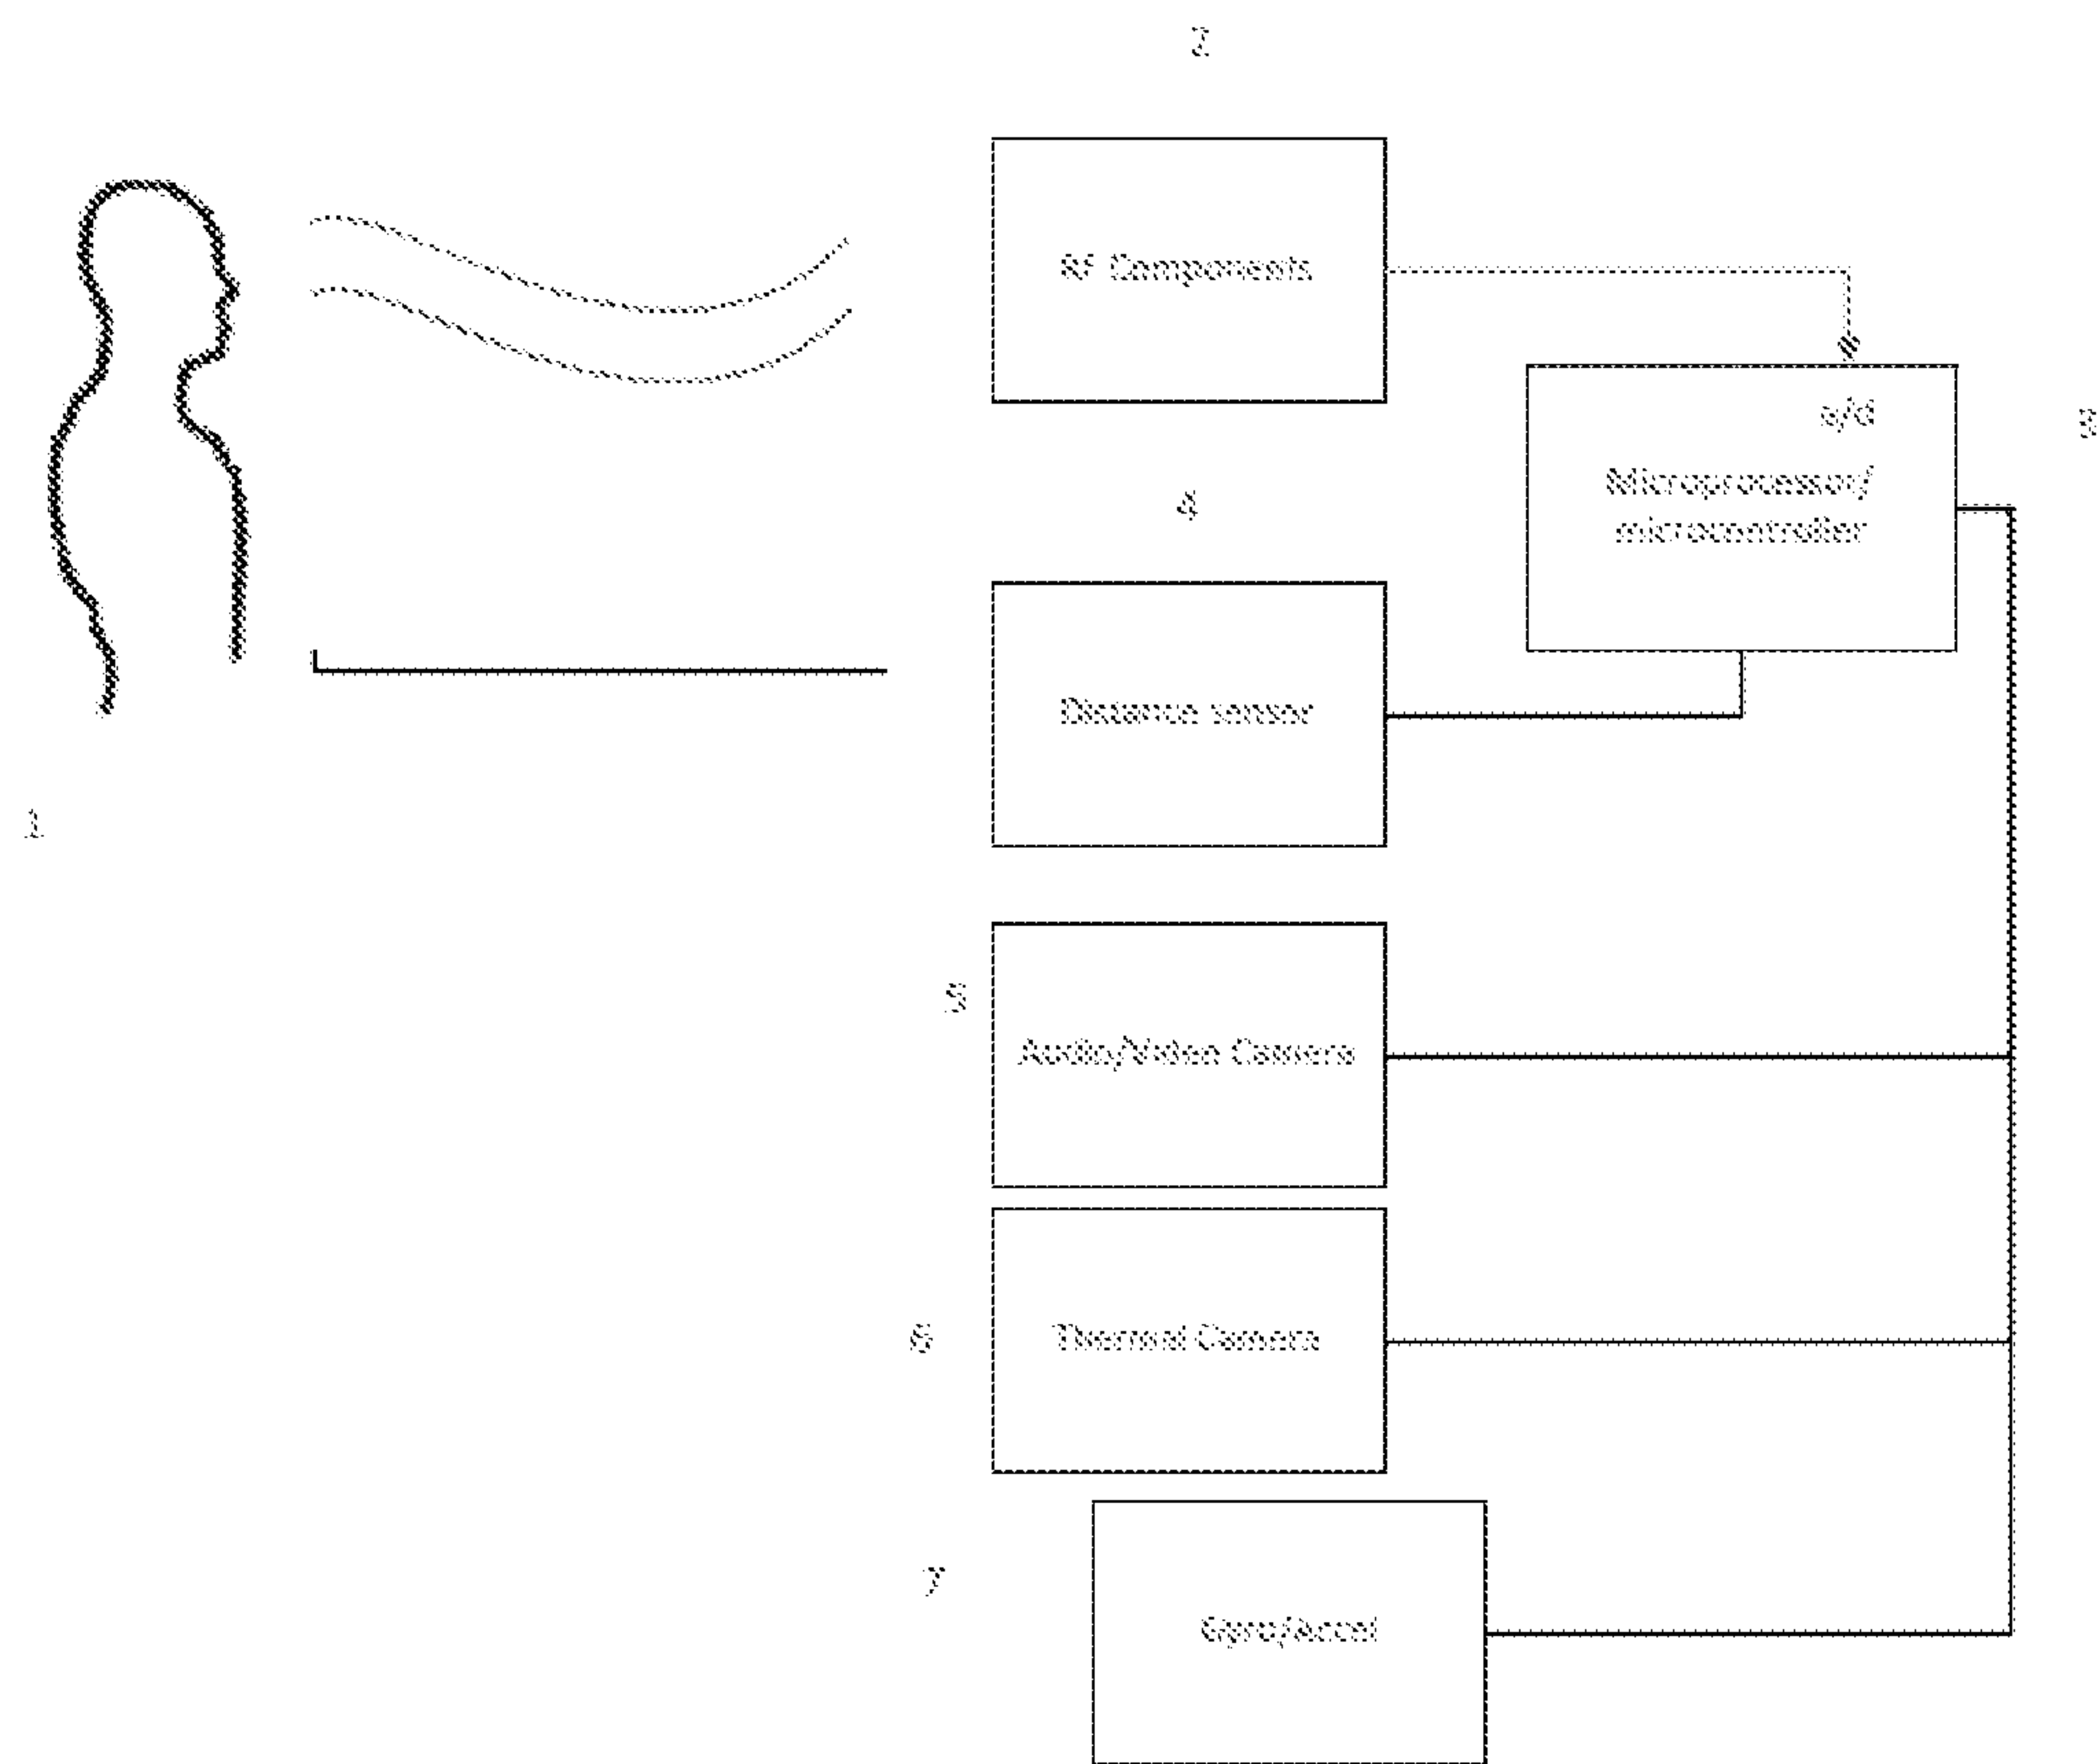 2
RF Components
a/d
3
Microprocessor/
microcontroller
4
Distance sensor
1
5
Audio/Video Camera
6
Thermal Camera
7
Gyro/Accel